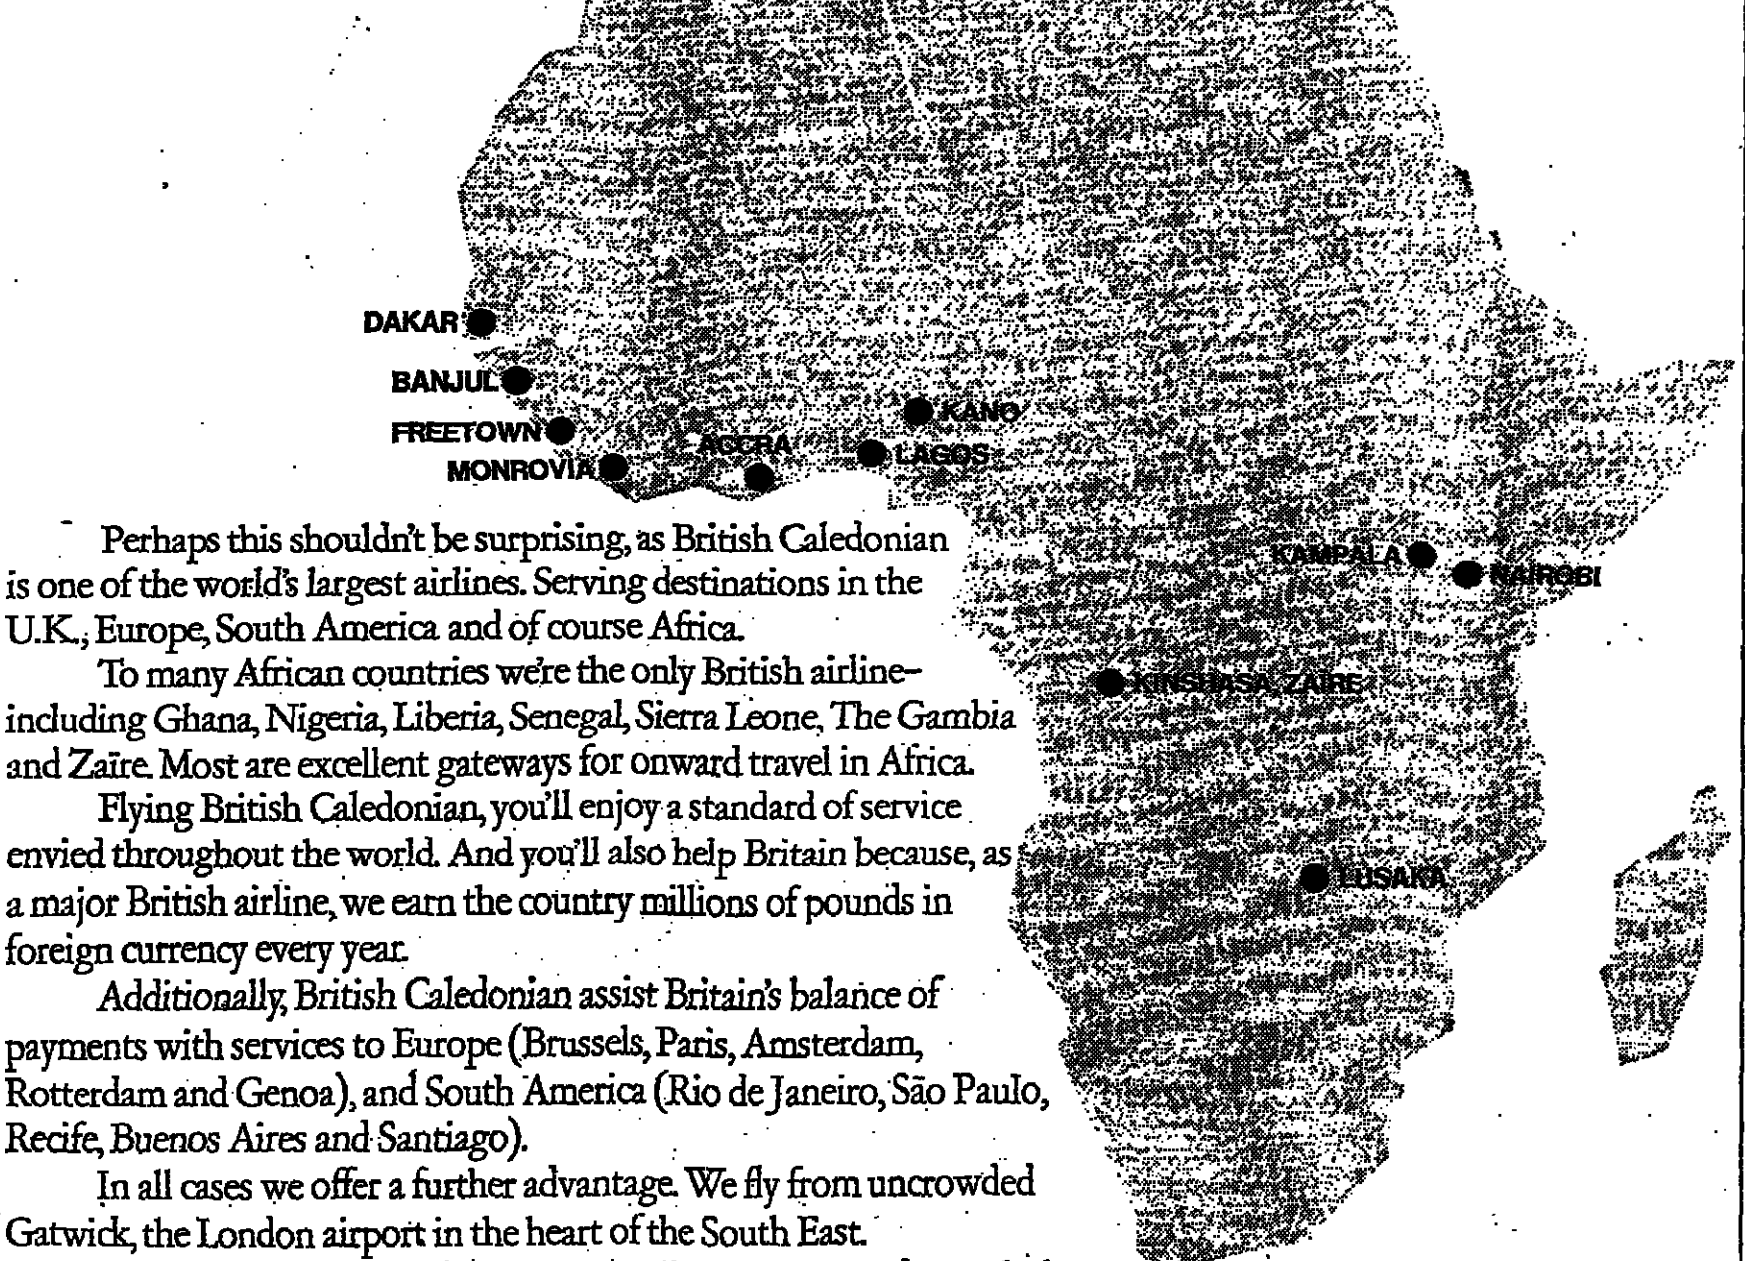 DAKAR
BANJUL
FREETOWN
MONROVIA
ACCRA
KANO
LAGOS
KAMPALA
NAIROBI
KINSHASA, ZAIRE
LUSAKA
Perhaps this shouldn't be surprising, as British Caledonian
is one of the world's largest airlines. Serving destinations in the
U.K., Europe, South America and of course Africa.
To many African countries we're the only British airline–
including Ghana, Nigeria, Liberia, Senegal, Sierra Leone, The Gambia
and Zaïre. Most are excellent gateways for onward travel in Africa.
Flying British Caledonian, you'll enjoy a standard of service
envied throughout the world. And you'll also help Britain because, as
a major British airline, we earn the country millions of pounds in
foreign currency every year.
Additionally, British Caledonian assist Britain's balance of
payments with services to Europe (Brussels, Paris, Amsterdam,
Rotterdam and Genoa), and South America (Rio de Janeiro, São Paulo,
Recife, Buenos Aires and Santiago).
In all cases we offer a further advantage. We fly from uncrowded
Gatwick, the London airport in the heart of the South East.